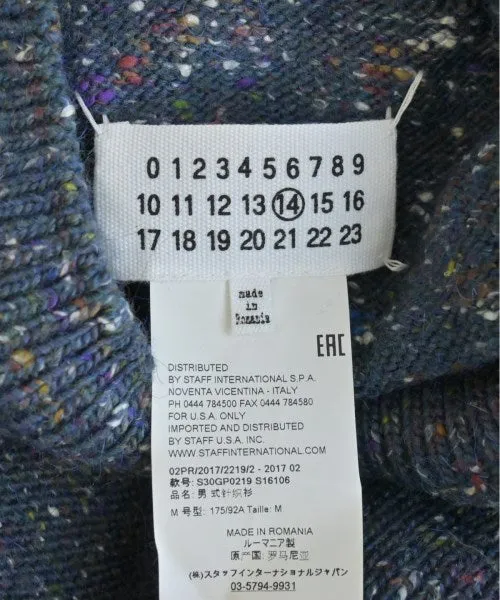 0 1 2 3 4 5 6 7 8 9
10 11 12 13 14 15 16
17 18 19 20 21 22 23
made
in
Romania
EAC
DISTRIBUTED
BY STAFF INTERNATIONAL S.P.A.
NOVENTA VICENTINA - ITALY
PH 0444 784500 FAX 0444 784580
FOR U.S.A. ONLY
IMPORTED AND DISTRIBUTED
BY STAFF U.S.A. INC.
WWW.STAFFINTERNATIONAL.COM
02PR/2017/2219/2 - 2017 02
款号: S30GP0219 S16106
品名: 男 式针织衫
M 号型: 175/92A Taille: M
MADE IN ROMANIA
ルーマニア製
原产国: 罗马尼亚
(株)スタッフインターナショナルジャパン
03-5794-9931